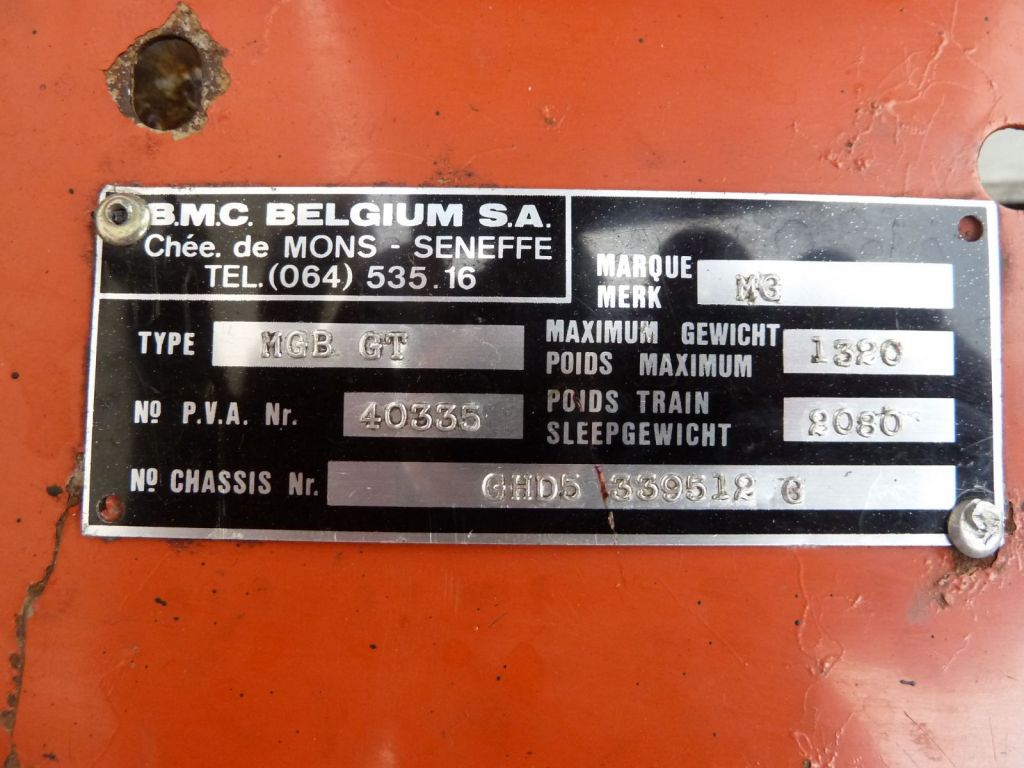 B.M.C. BELGIUM S.A.
Chée. de MONS - SENEFFE
TEL. (064) 535.16
MARQUE
MERK MG
TYPE MGB GT
MAXIMUM GEWICHT
POIDS MAXIMUM 1320
Nº P.V.A. Nr. 40335
POIDS TRAIN
SLEEPGEWICHT 2080
Nº CHASSIS Nr. GHD5 339512 G